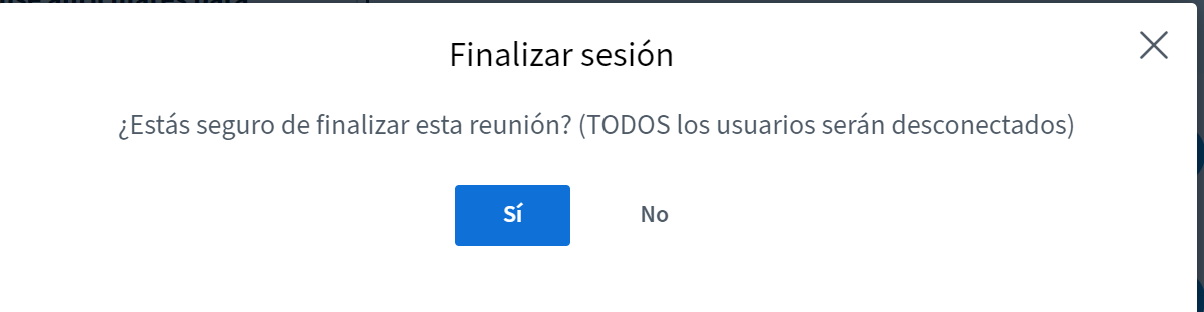 Finalizar sesión
¿Estás seguro de finalizar esta reunión? (TODOS los usuarios serán desconectados)
Sí
No